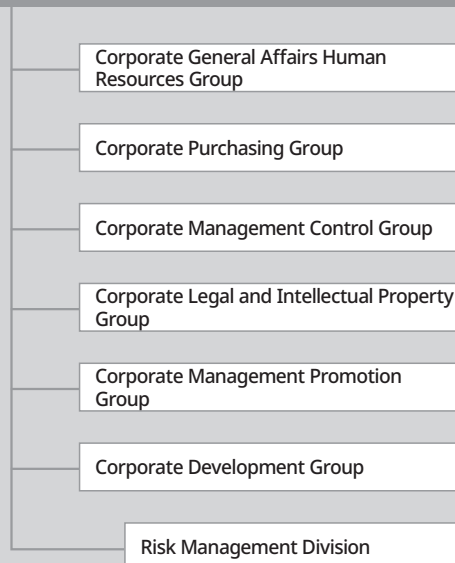 Corporate General Affairs Human
Resources Group
Corporate Purchasing Group
Corporate Management Control Group
Corporate Legal and Intellectual Property
Group
Corporate Management Promotion
Group
Corporate Development Group
Risk Management Division